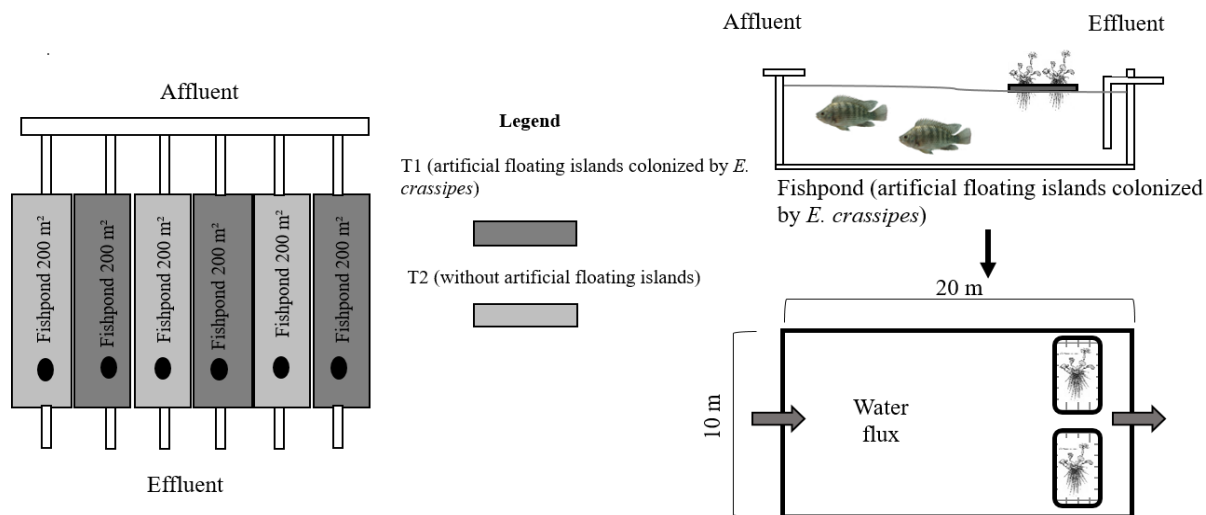 Affluent
Fishpond 200 m²
Fishpond 200 m²
Fishpond 200 m²
Fishpond 200 m²
Fishpond 200 m²
Fishpond 200 m²
Effluent
Legend
T1 (artificial floating islands colonized by E.
crassipes)
T2 (without artificial floating islands)
Affluent
Effluent
Fishpond (artificial floating islands colonized
by E. crassipes)
20 m
10 m
Water
flux